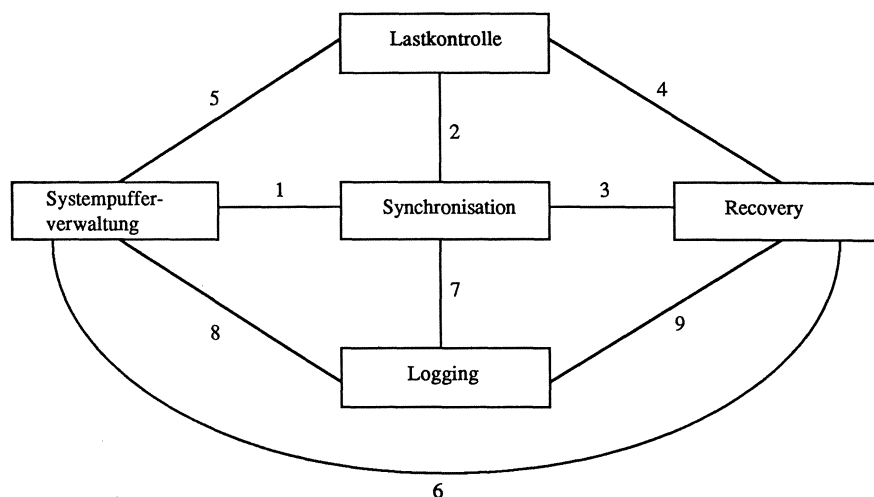 Lastkontrolle
5
4
2
Systempuffer-
verwaltung
1
Synchronisation
3
Recovery
7
8
9
Logging
6